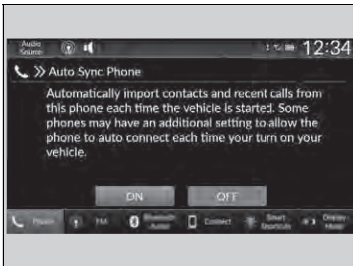 Audio Source
12:34
Auto Sync Phone
Automatically import contacts and recent calls from
this phone each time the vehicle is started. Some
phones may have an additional setting to allow the
phone to auto connect each time your turn on your
vehicle.
ON OFF
Phone FM Bluetooth Audio Connect Smart Shortcuts Display Mode